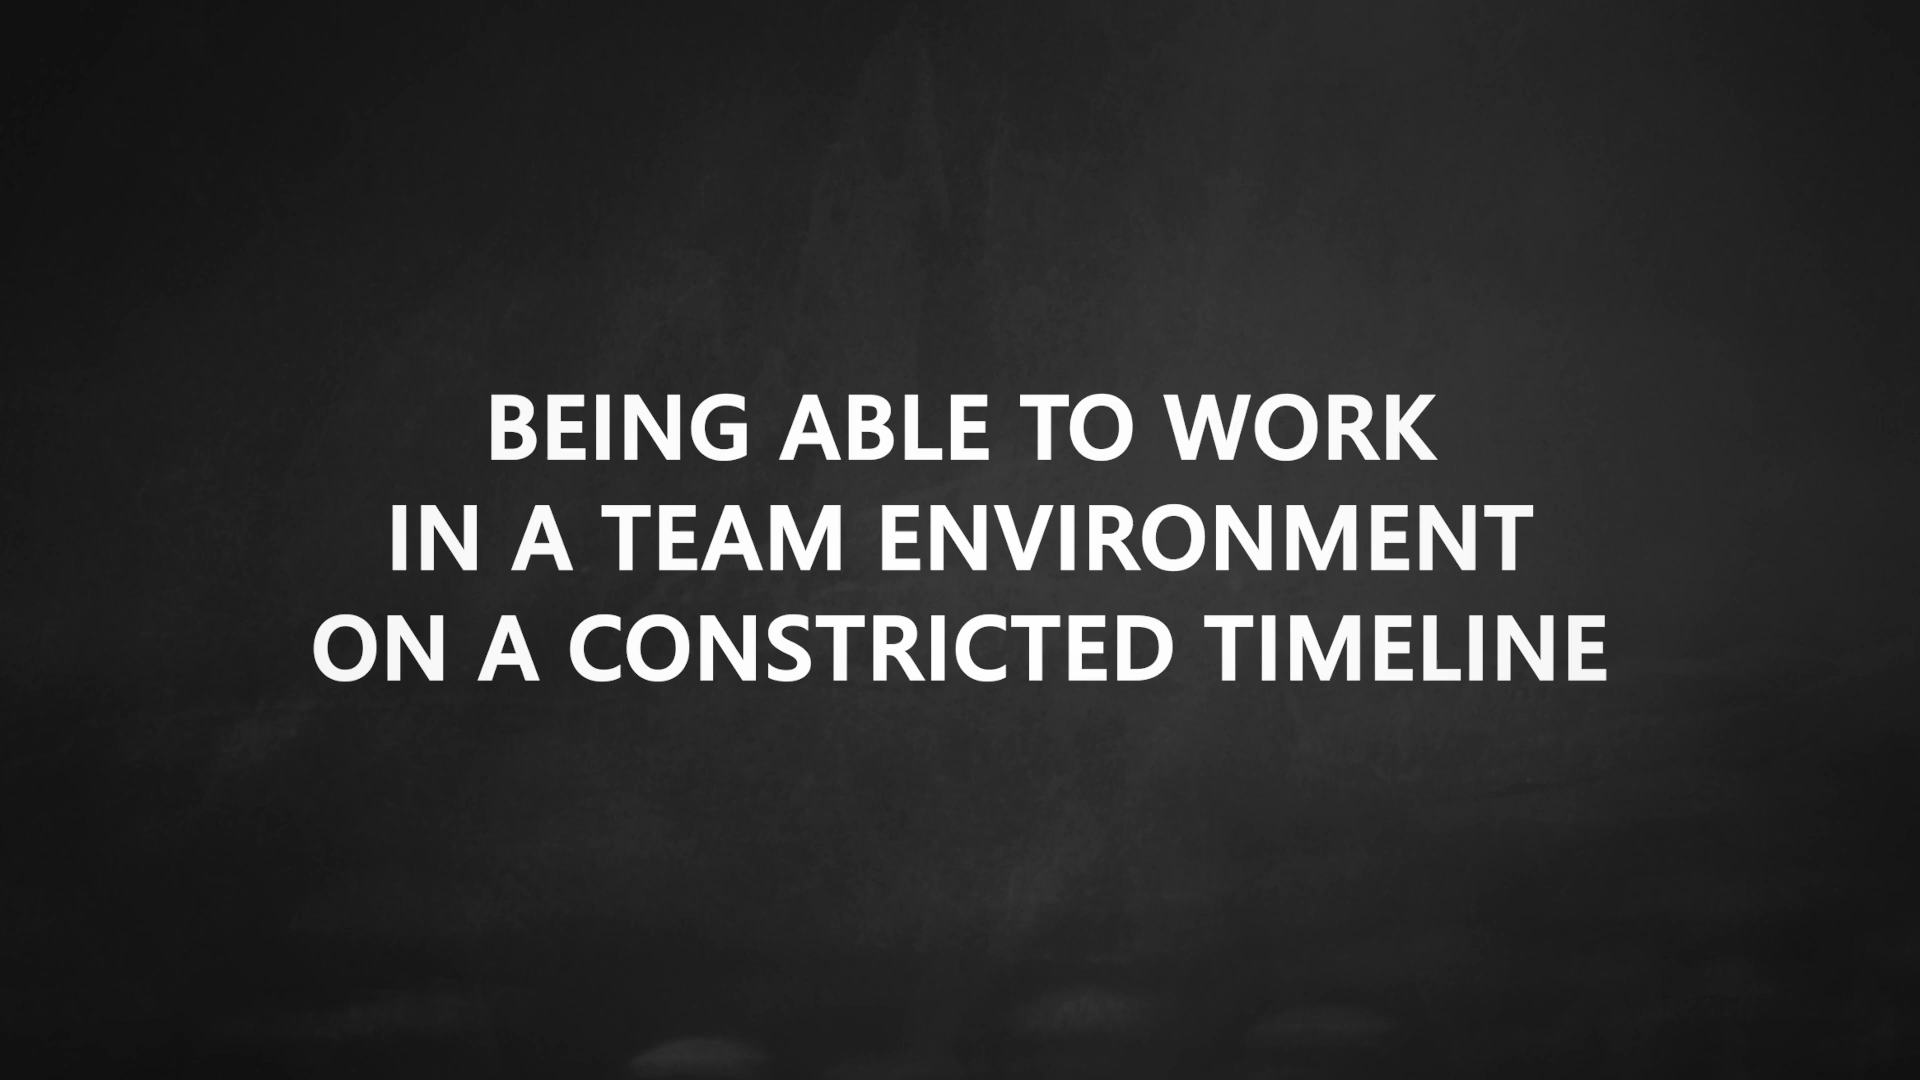 BEING ABLE TO WORK
IN A TEAM ENVIRONMENT
ON A CONSTRICTED TIMELINE